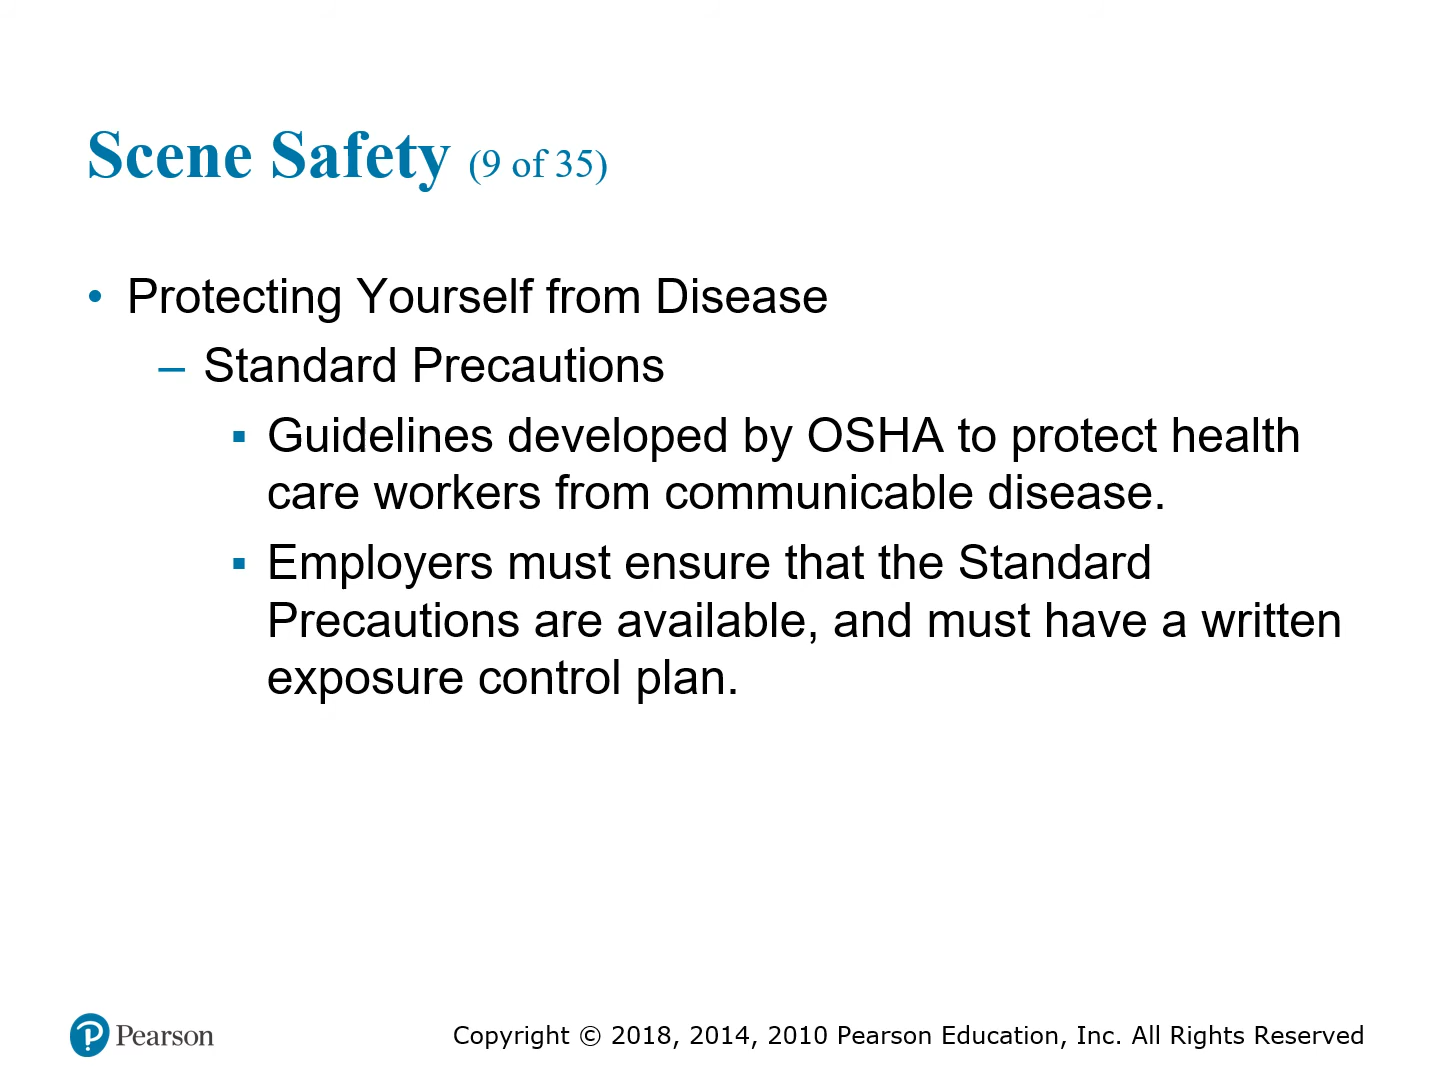 Scene Safety (9 of 35)
• Protecting Yourself from Disease
– Standard Precautions
▪ Guidelines developed by OSHA to protect health
care workers from communicable disease.
▪ Employers must ensure that the Standard
Precautions are available, and must have a written
exposure control plan.
Pearson
Copyright © 2018, 2014, 2010 Pearson Education, Inc. All Rights Reserved